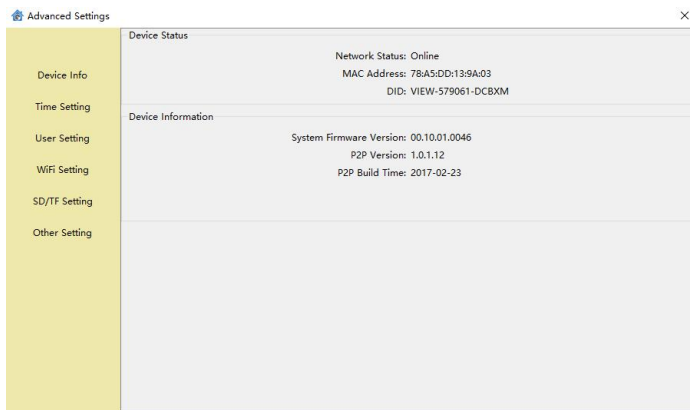 Advanced Settings
Device Status
Network Status: Online
MAC Address: 78:A5:DD:13:9A:03
DID: VIEW-579061-DCBXM
Device Info
Time Setting
User Setting
WiFi Setting
SD/TF Setting
Other Setting
Device Information
System Firmware Version: 00.10.01.0046
P2P Version: 1.0.1.12
P2P Build Time: 2017-02-23